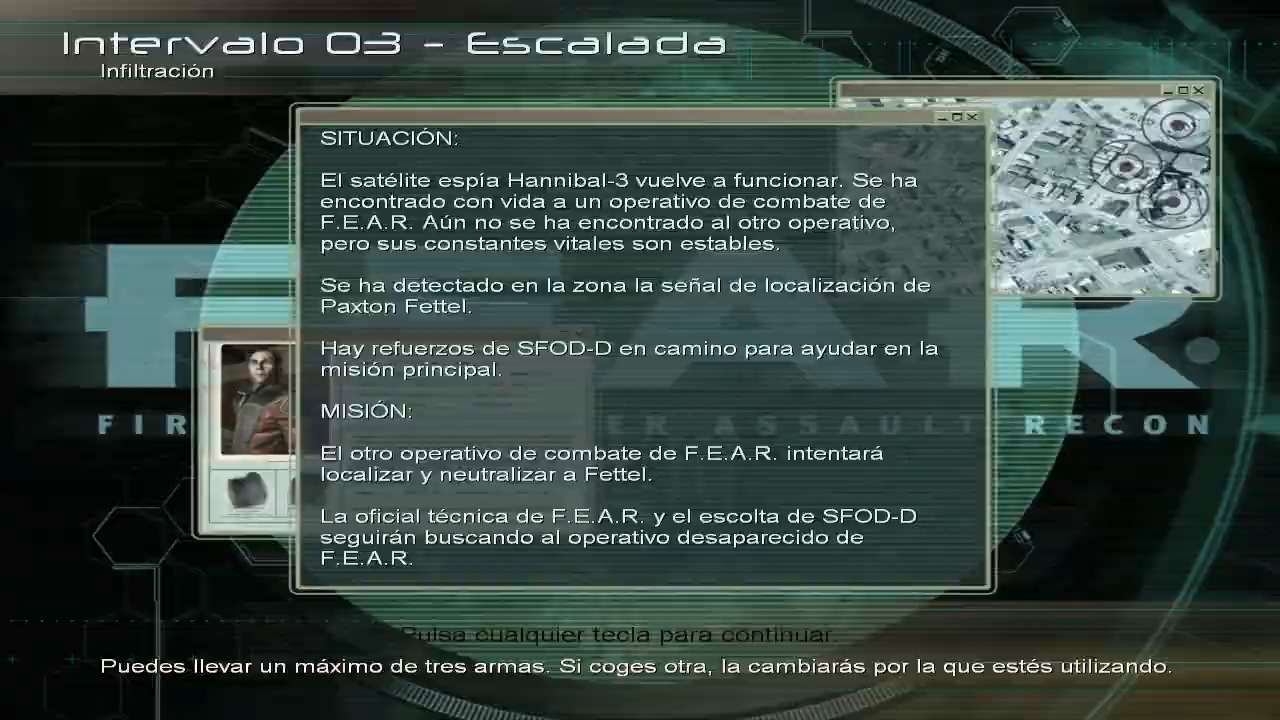 Intervalo 03 - Escalada
Infiltración
SITUACIÓN:
El satélite espía Hannibal-3 vuelve a funcionar. Se ha
encontrado con vida a un operativo de combate de
F.E.A.R. Aún no se ha encontrado al otro operativo,
pero sus constantes vitales son estables.
Se ha detectado en la zona la señal de localización de
Paxton Fettel.
Hay refuerzos de SFOD-D en camino para ayudar en la
misión principal.
MISIÓN:
El otro operativo de combate de F.E.A.R. intentará
localizar y neutralizar a Fettel.
La oficial técnica de F.E.A.R. y el escolta de SFOD-D
seguirán buscando al operativo desaparecido de
F.E.A.R.
F.E.A.R.
FIR ER ASSAULT RECON
Pulsa cualquier tecla para continuar.
Puedes llevar un máximo de tres armas. Si coges otra, la cambiarás por la que estés utilizando.